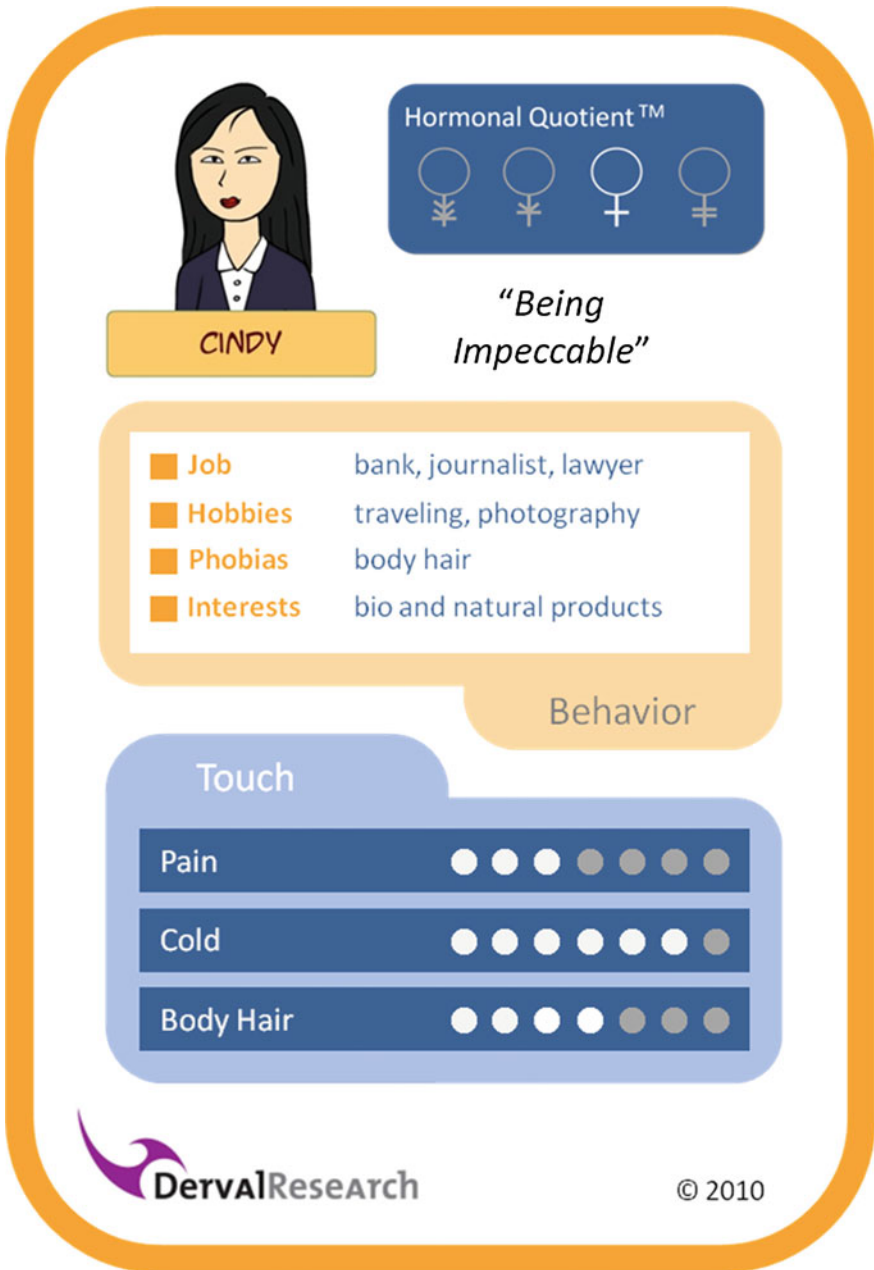 Hormonal Quotient™
CINDY
"Being
Impeccable"
Job bank, journalist, lawyer
Hobbies traveling, photography
Phobias body hair
Interests bio and natural products
Behavior
Touch
Pain
Cold
Body Hair
DervalResearch
© 2010